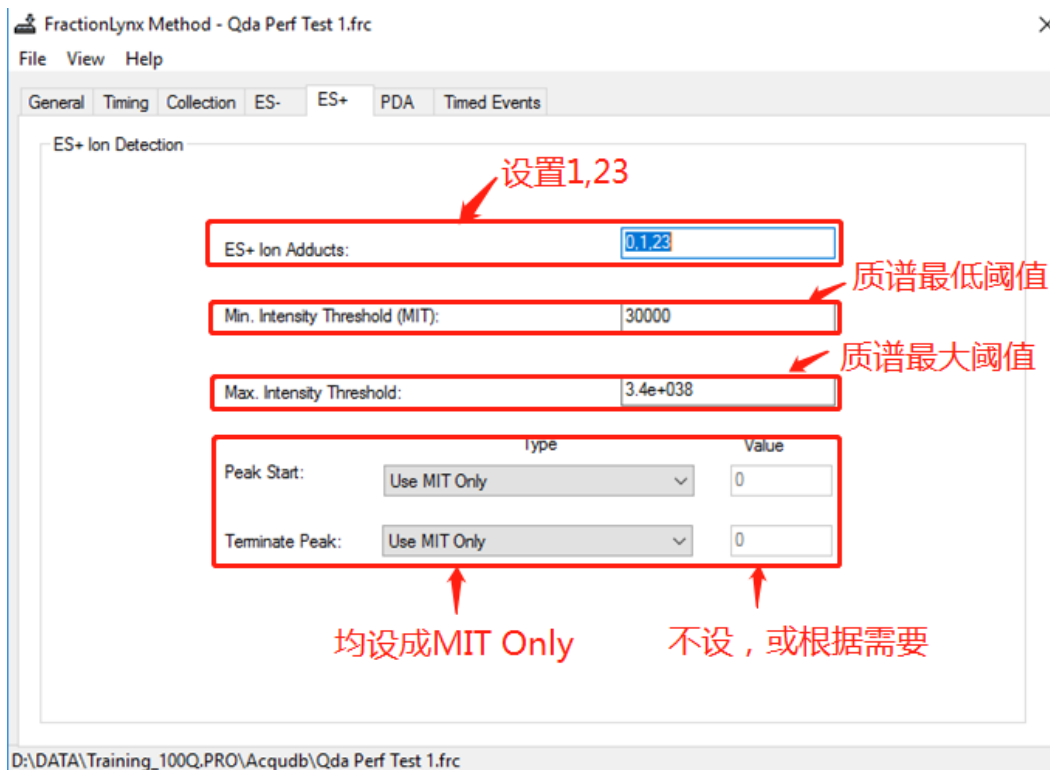 FractionLynx Method - Qda Perf Test 1.frc
File View Help
General Timing Collection ES- ES+ PDA Timed Events
ES+ Ion Detection
设置1,23
ES+ Ion Adducts: 0,1,23
质谱最低阈值
Min. Intensity Threshold (MIT): 30000
质谱最大阈值
Max. Intensity Threshold: 3.4e+038
Type Value
Peak Start: Use MIT Only 0
Terminate Peak: Use MIT Only 0
均设成MIT Only 不设，或根据需要
D:\DATA\Training_100Q.PRO\Acqudb\Qda Perf Test 1.frc